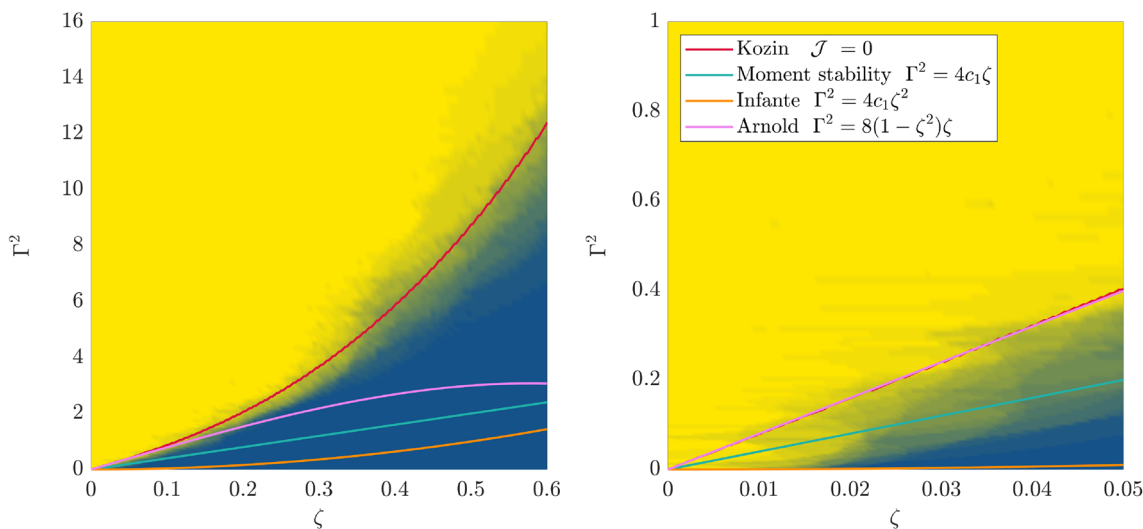 16
14
12
10
8
6
4
2
0
Γ²
0 0.1 0.2 0.3 0.4 0.5 0.6
ζ
1
0.8
0.6
0.4
0.2
0
Γ²
Kozin 𝒥 = 0
Moment stability Γ² = 4c₁ζ
Infante Γ² = 4c₁ζ²
Arnold Γ² = 8(1 − ζ²)ζ
0 0.01 0.02 0.03 0.04 0.05
ζ